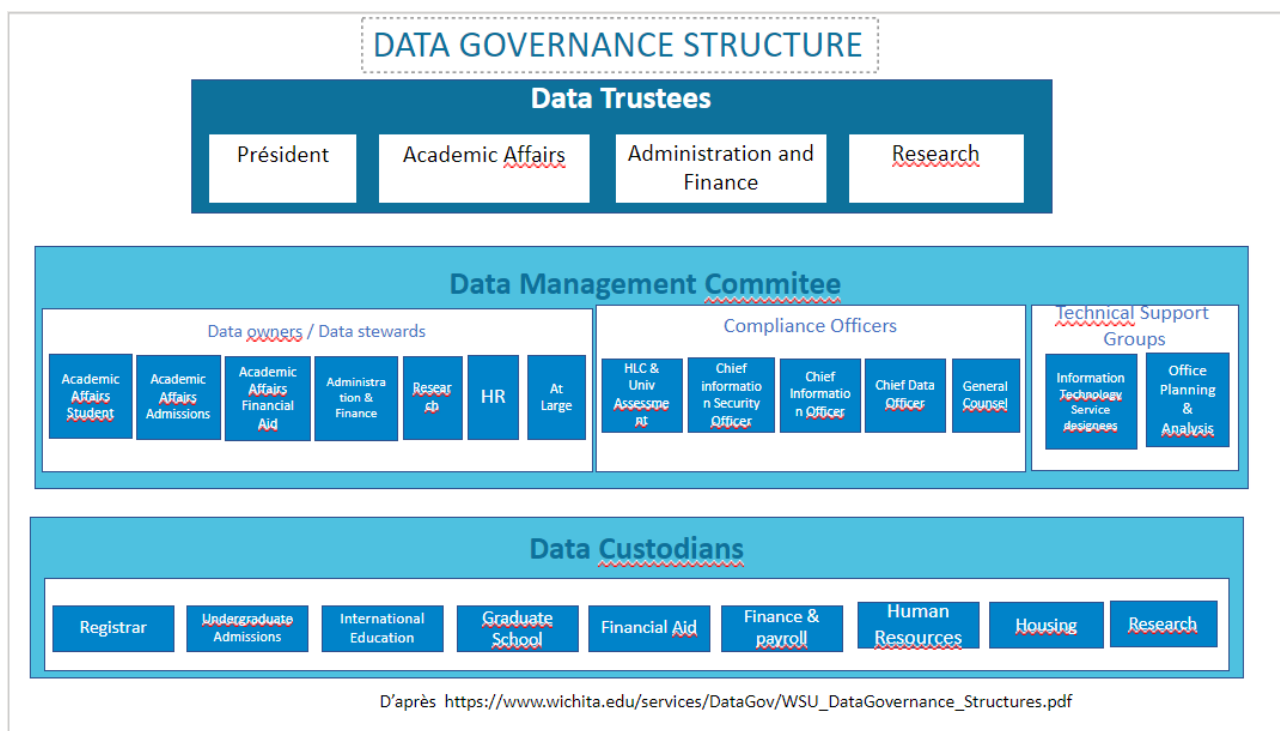 DATA GOVERNANCE STRUCTURE
Data Trustees
Président
Academic Affairs
Administration and
Finance
Research
Data Management Commitee
Data owners / Data stewards
Academic
Affairs
Student
Academic
Affairs
Admissions
Academic
Affairs
Financial
Aid
Administra
tion &
Finance
Resear
ch
HR
At
Large
Compliance Officers
HLC &
Univ
Assessme
nt
Chief
informatio
n Security
Officer
Chief
Informatio
n Officer
Chief Data
Officer
General
Counsel
Technical Support
Groups
Information
Technology
Service
designees
Office
Planning
&
Analysis
Data Custodians
Registrar
Undergraduate
Admissions
International
Education
Graduate
School
Financial Aid
Finance &
payroll
Human
Resources
Housing
Research
D'après https://www.wichita.edu/services/DataGov/WSU_DataGovernance_Structures.pdf